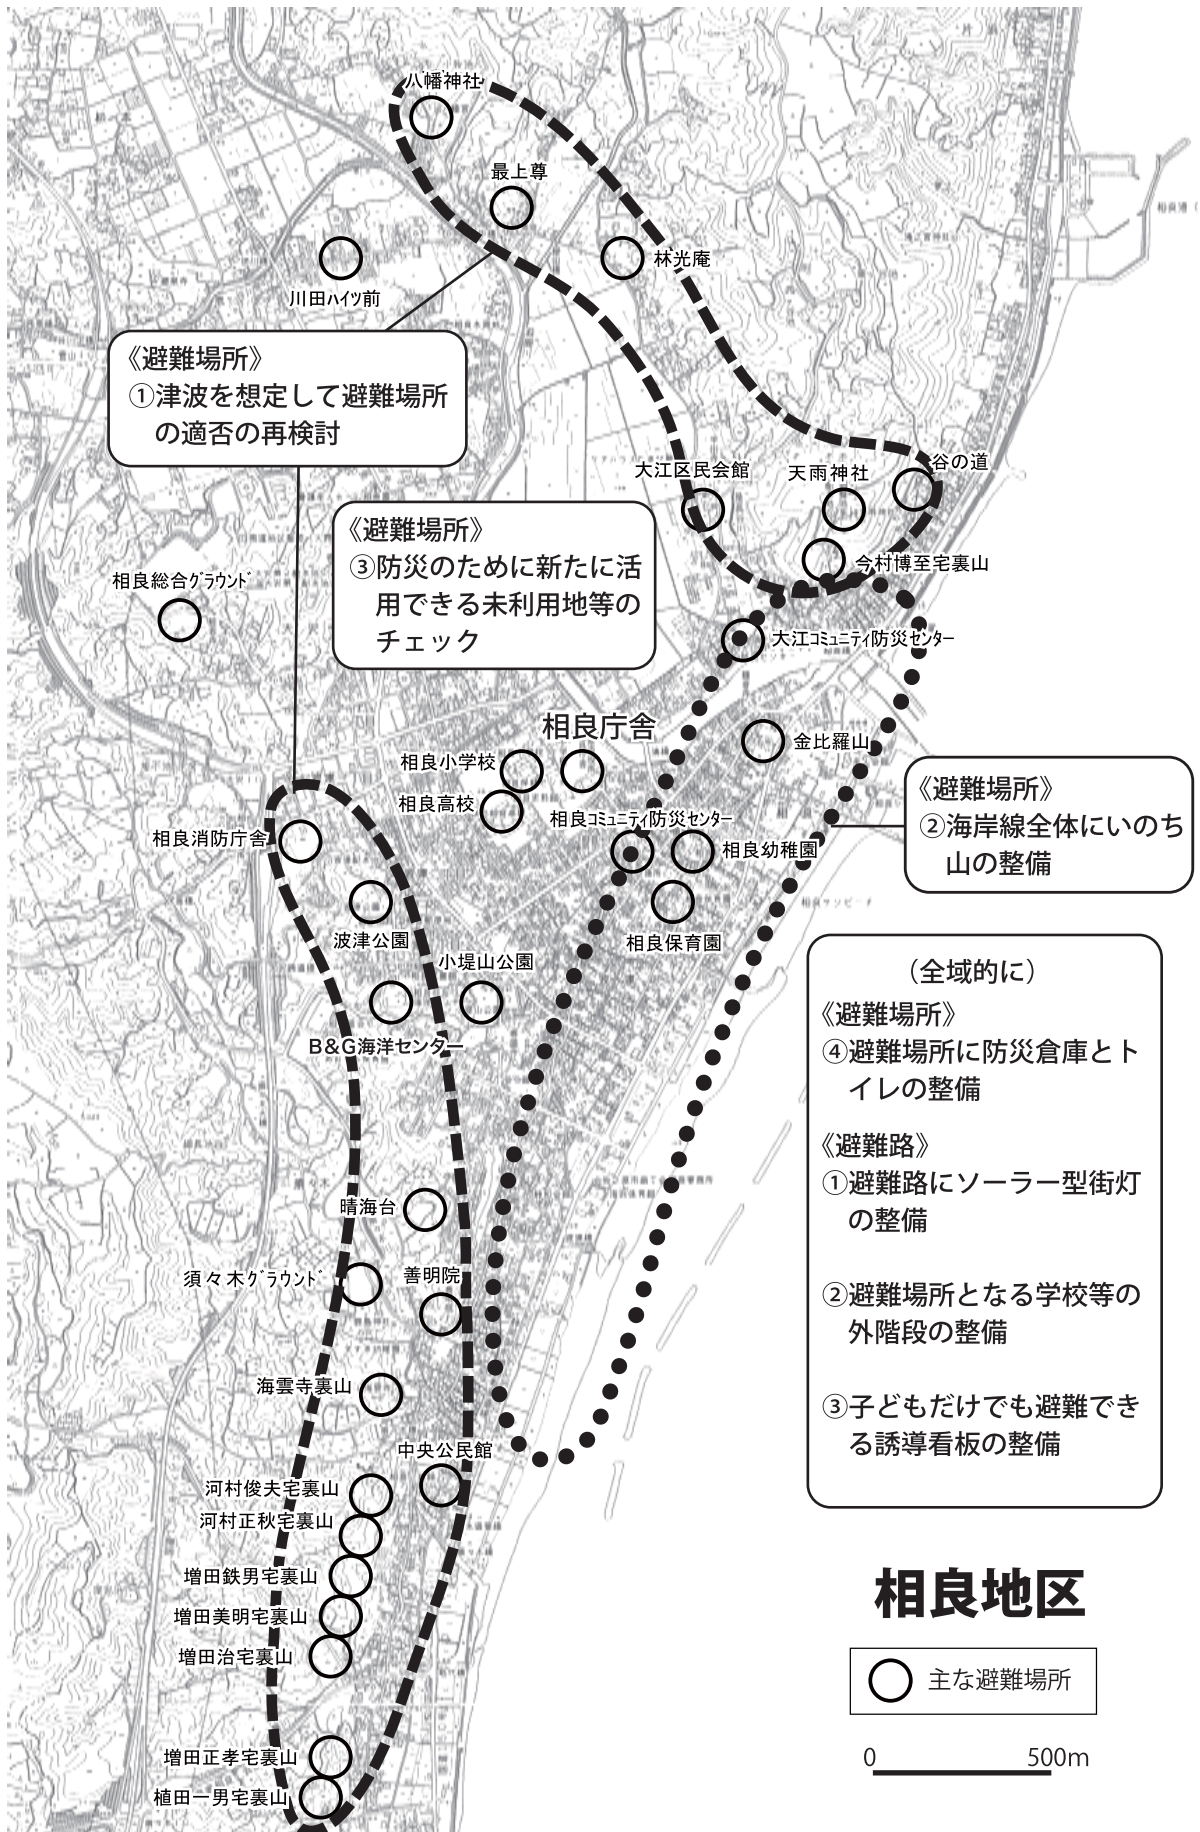 八幡神社
最上尊
林光庵
川田ハイツ前
《避難場所》
①津波を想定して避難場所
の適否の再検討
大江区民会館
天雨神社
谷の道
《避難場所》
③防災のために新たに活
用できる未利用地等の
チェック
今村博至宅裏山
相良総合グラウンド
大江コミュニティ防災センター
相良庁舎
金比羅山
相良小学校
相良高校
相良コミュニティ防災センター
《避難場所》
②海岸線全体にいのち
山の整備
相良消防庁舎
相良幼稚園
相良サンビーチ
波津公園
相良保育園
小堤山公園
B&G海洋センター
(全域的に)
《避難場所》
④避難場所に防災倉庫とト
イレの整備
《避難路》
①避難路にソーラー型街灯
の整備
②避難場所となる学校等の
外階段の整備
③子どもだけでも避難でき
る誘導看板の整備
晴海台
須々木グラウンド
善明院
海雲寺裏山
中央公民館
河村俊夫宅裏山
河村正秋宅裏山
増田鉄男宅裏山
増田美明宅裏山
増田治宅裏山
増田正孝宅裏山
植田一男宅裏山
相良地区
主な避難場所
0 500m